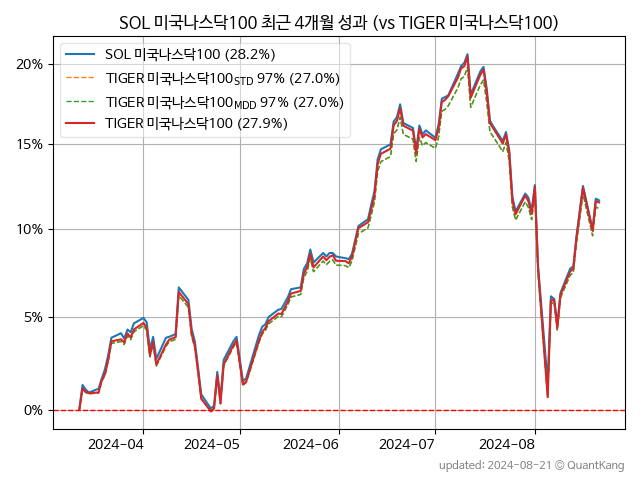 SOL 미국나스닥100 최근 4개월 성과 (vs TIGER 미국나스닥100)
SOL 미국나스닥100 (28.2%)
TIGER 미국나스닥100STD 97% (27.0%)
TIGER 미국나스닥100MDD 97% (27.0%)
TIGER 미국나스닥100 (27.9%)
20%
15%
10%
5%
0%
2024-04
2024-05
2024-06
2024-07
2024-08
updated: 2024-08-21 © QuantKang